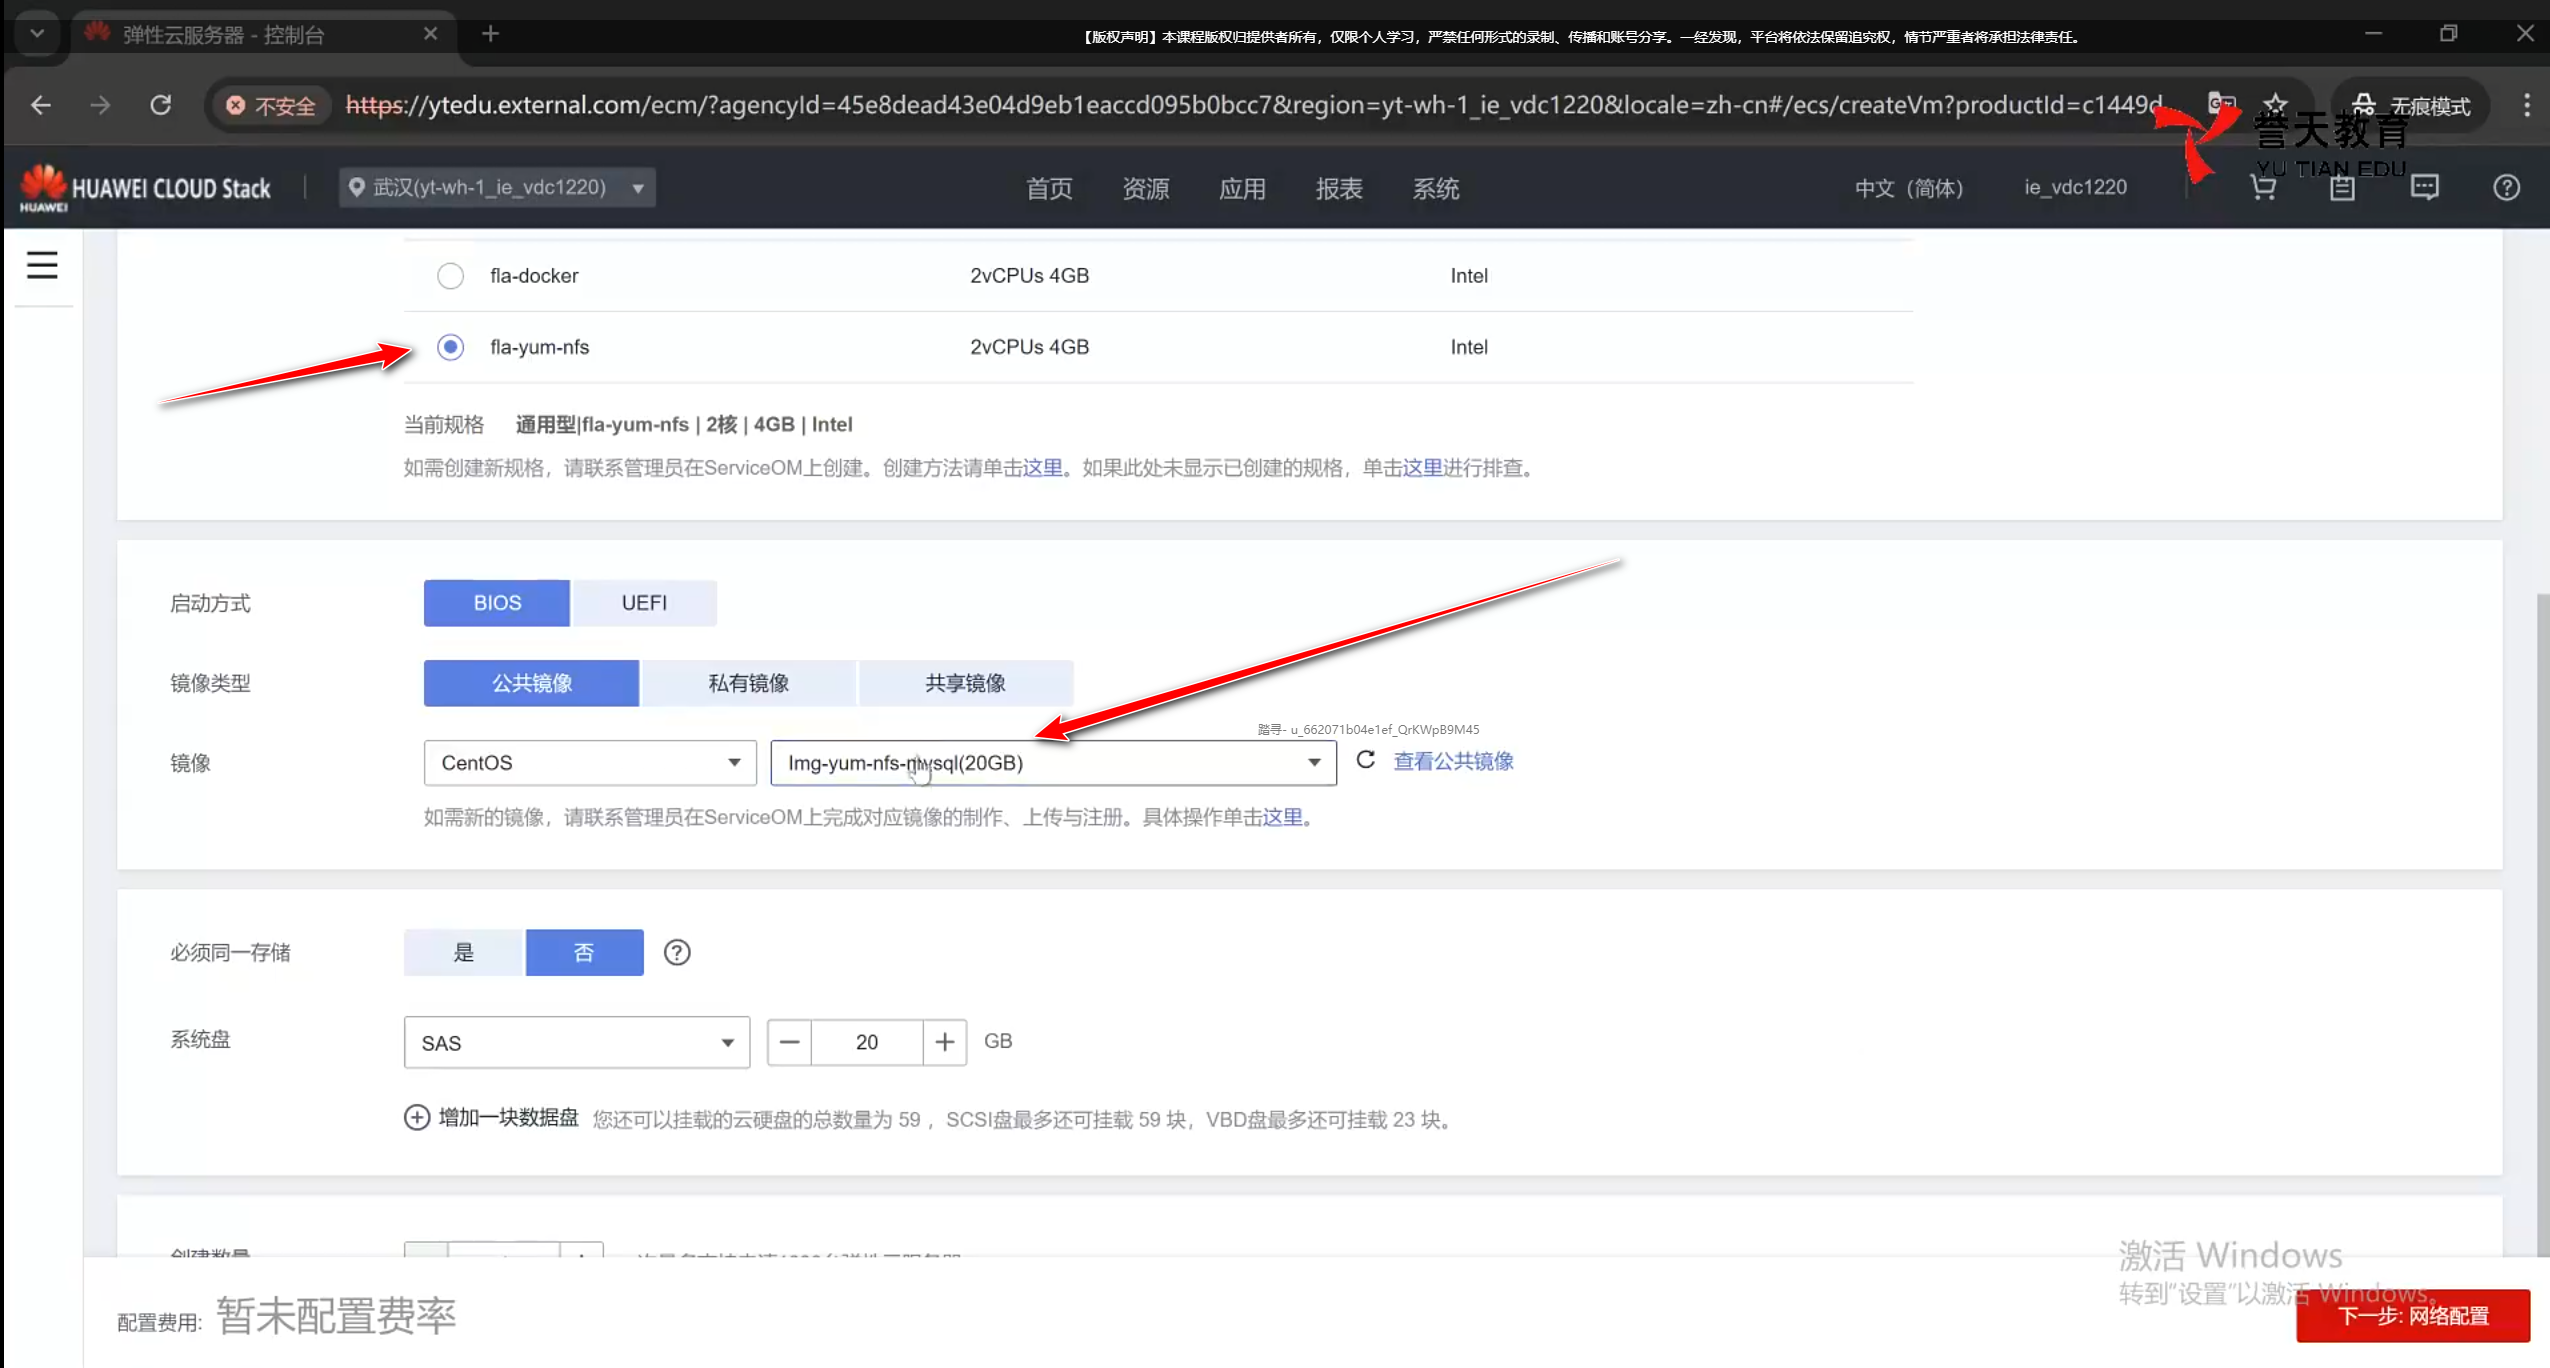 弹性云服务器 - 控制台
【版权声明】本课程版权归提供者所有，仅限个人学习，严禁任何形式的录制、传播和账号分享。一经发现，平台将依法保留追究权，情节严重者将承担法律责任。
不安全 https://ytedu.external.com/ecm/?agencyId=45e8dead43e04d9eb1eaccd095b0bcc7&region=yt-wh-1_ie_vdc1220&locale=zh-cn#/ecs/createVm?productId=c1449d 无痕模式
誉天教育
YU TIAN EDU
HUAWEI
HUAWEI CLOUD Stack 武汉(yt-wh-1_ie_vdc1220) 首页 资源 应用 报表 系统 中文（简体） ie_vdc1220
fla-docker 2vCPUs 4GB Intel
fla-yum-nfs 2vCPUs 4GB Intel
当前规格 通用型|fla-yum-nfs | 2核 | 4GB | Intel
如需创建新规格，请联系管理员在ServiceOM上创建。创建方法请单击这里。如果此处未显示已创建的规格，单击这里进行排查。
启动方式 BIOS UEFI
镜像类型 公共镜像 私有镜像 共享镜像
踏寻- u_662071b04e1ef_QrKWpB9M45
镜像 CentOS Img-yum-nfs-mysql(20GB) 查看公共镜像
如需新的镜像，请联系管理员在ServiceOM上完成对应镜像的制作、上传与注册。具体操作单击这里。
必须同一存储 是 否
系统盘 SAS 20 GB
增加一块数据盘 您还可以挂载的云硬盘的总数量为 59 ，SCSI盘最多还可挂载 59 块，VBD盘最多还可挂载 23 块。
创建数量
激活 Windows
转到"设置"以激活 Windows。
配置费用: 暂未配置费率 下一步: 网络配置